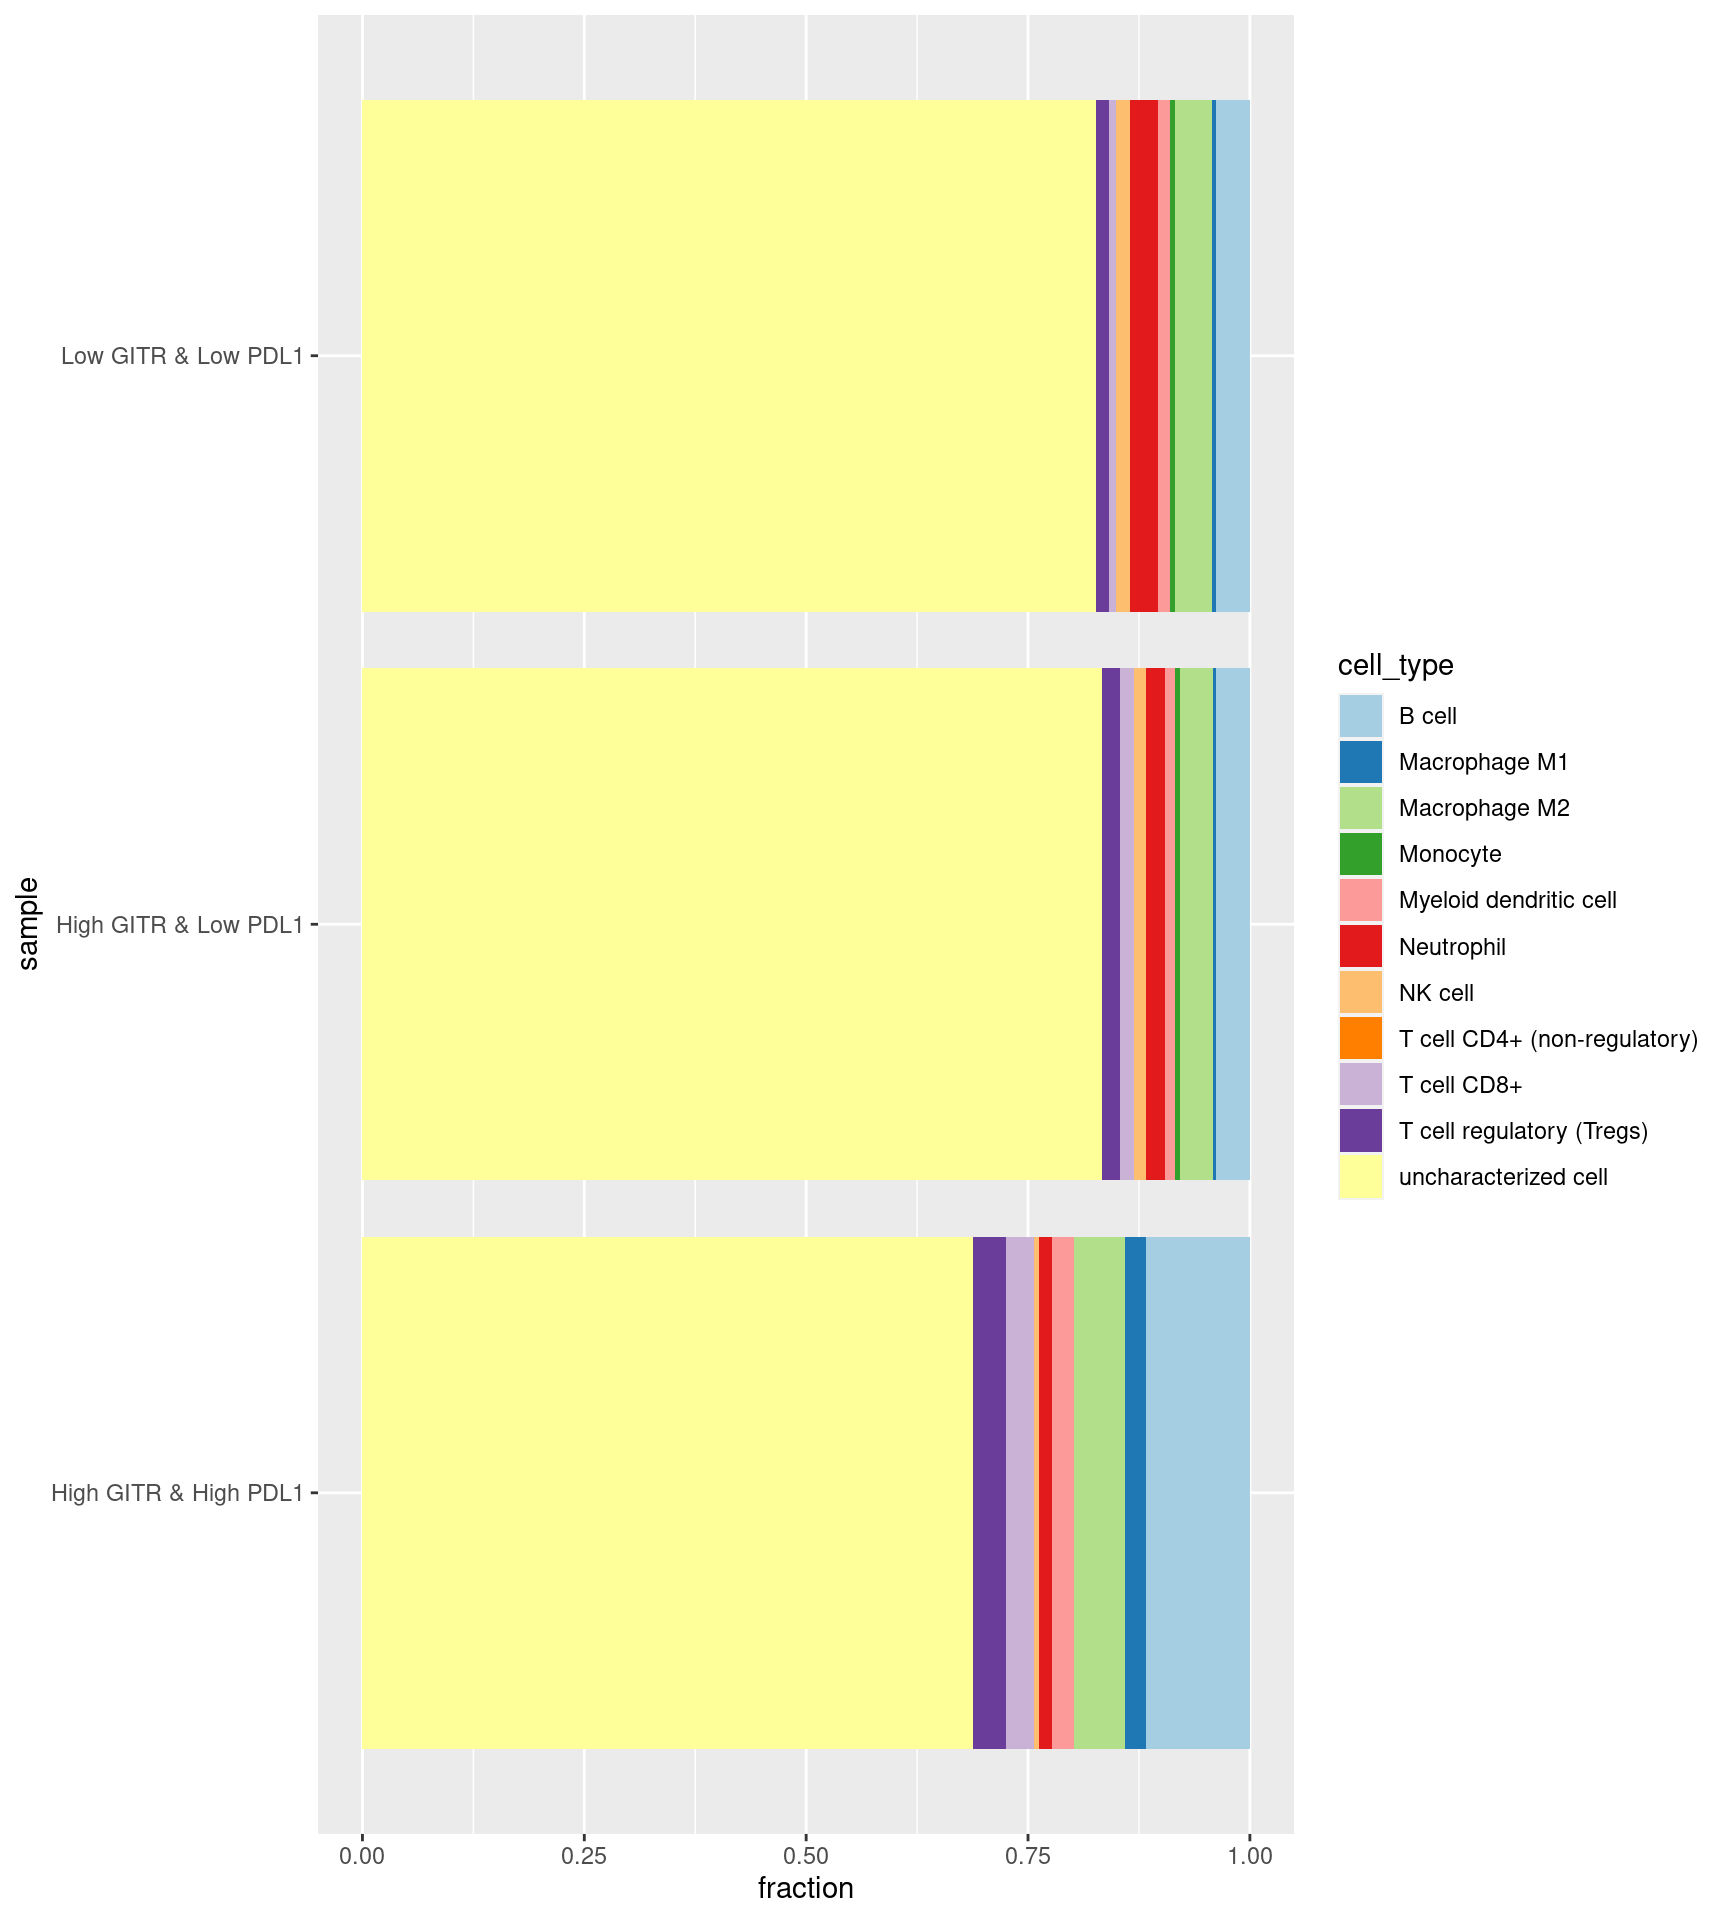 Low GITR & Low PDL1
High GITR & Low PDL1
High GITR & High PDL1
sample
0.00 0.25 0.50 0.75 1.00
fraction
cell_type
B cell
Macrophage M1
Macrophage M2
Monocyte
Myeloid dendritic cell
Neutrophil
NK cell
T cell CD4+ (non-regulatory)
T cell CD8+
T cell regulatory (Tregs)
uncharacterized cell